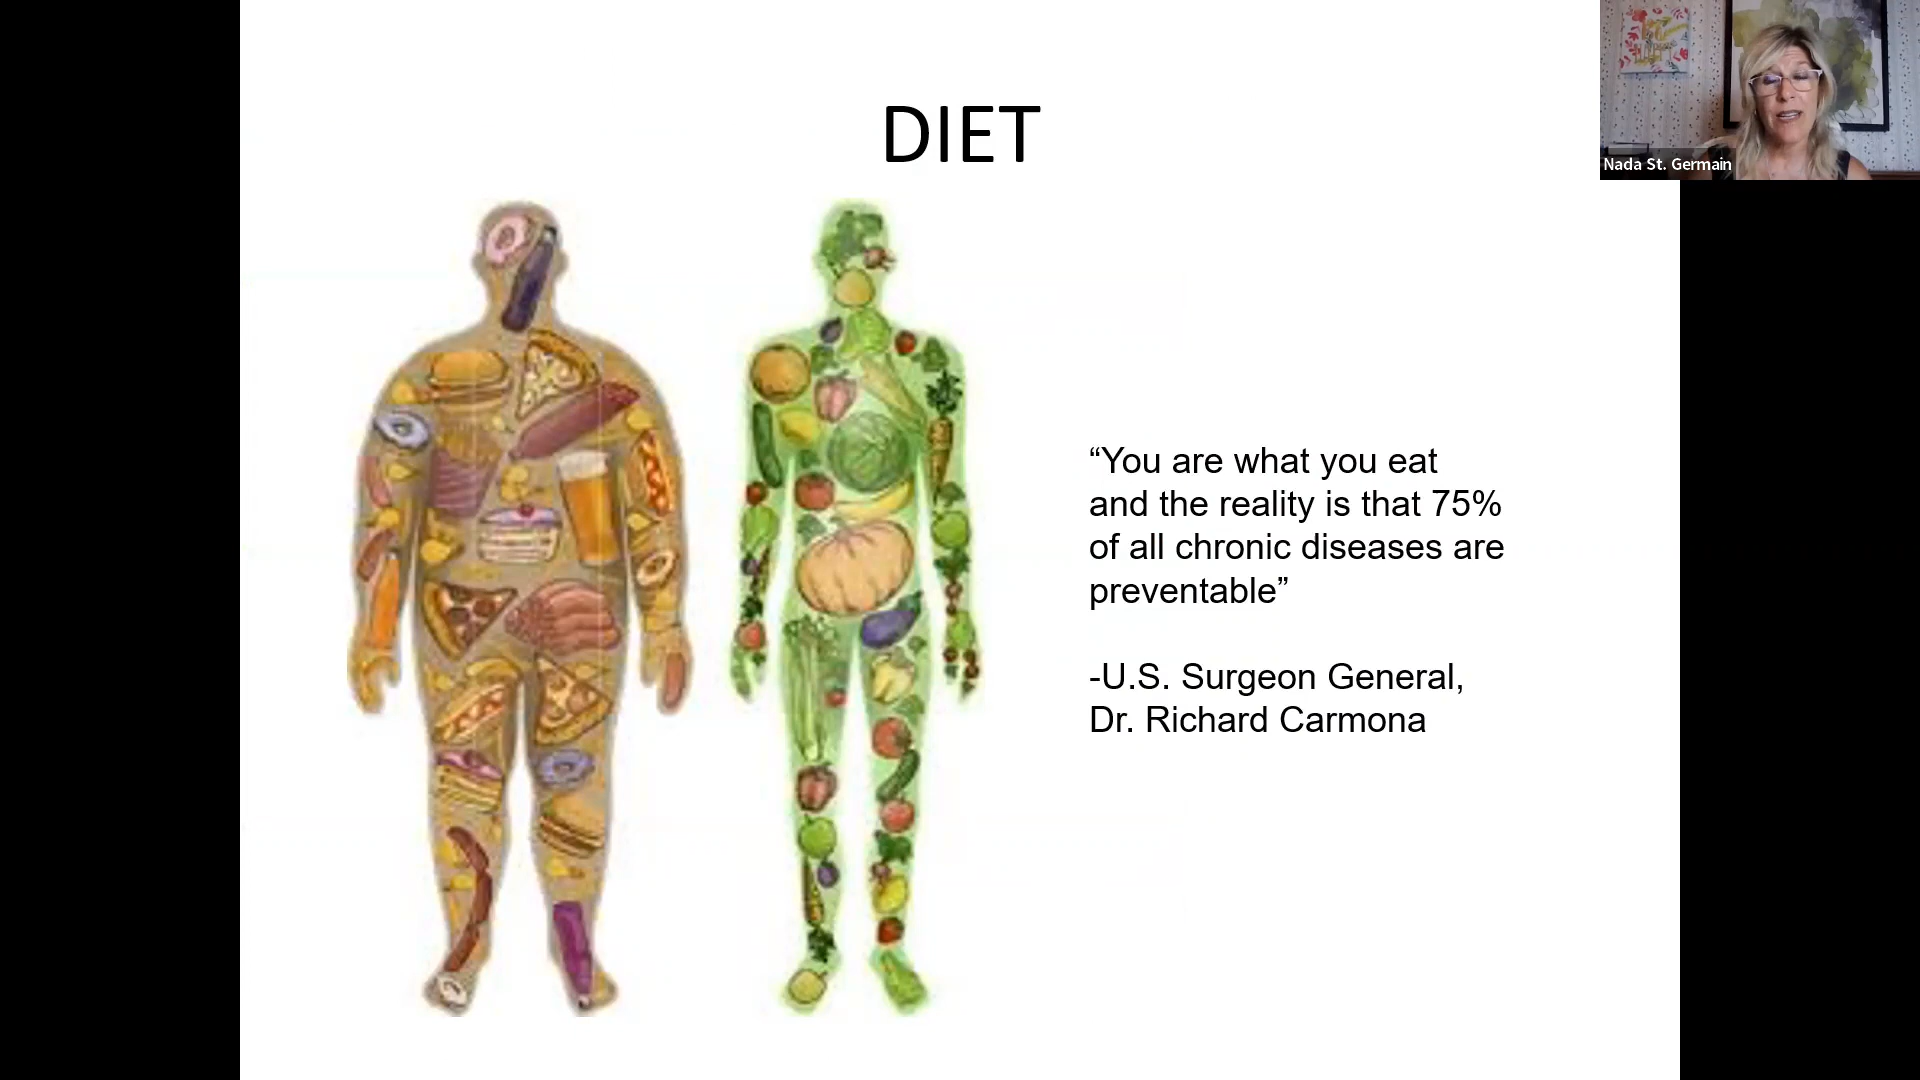 DIET
“You are what you eat
and the reality is that 75%
of all chronic diseases are
preventable”
-U.S. Surgeon General,
Dr. Richard Carmona
Nada St. Germain